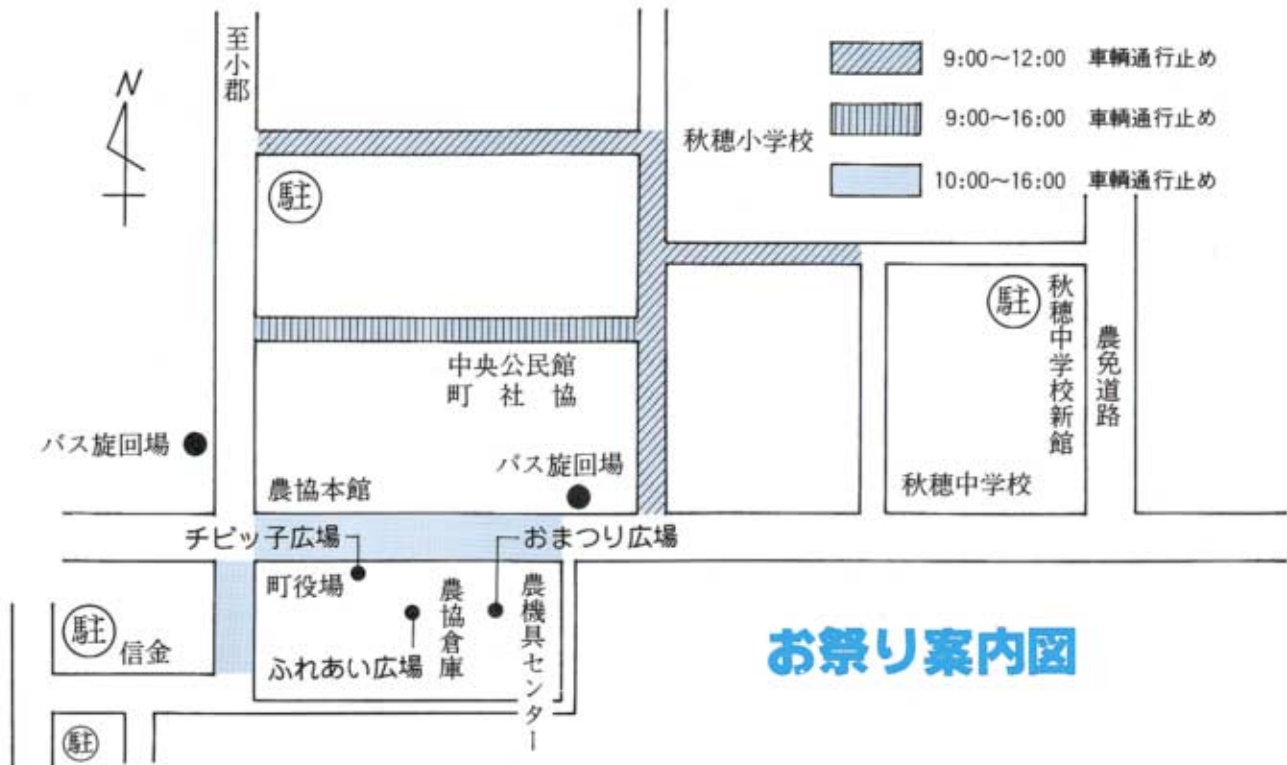 N
至小郡
9:00～12:00 車輌通行止め
9:00～16:00 車輌通行止め
10:00～16:00 車輌通行止め
秋穂小学校
駐
駐
秋穂中学校新館
農免道路
中央公民館
町社協
バス旋回場
バス旋回場
農協本館
秋穂中学校
チビッ子広場
おまつり広場
町役場
農協倉庫
農機具センター
駐
信金
ふれあい広場
お祭り案内図
駐